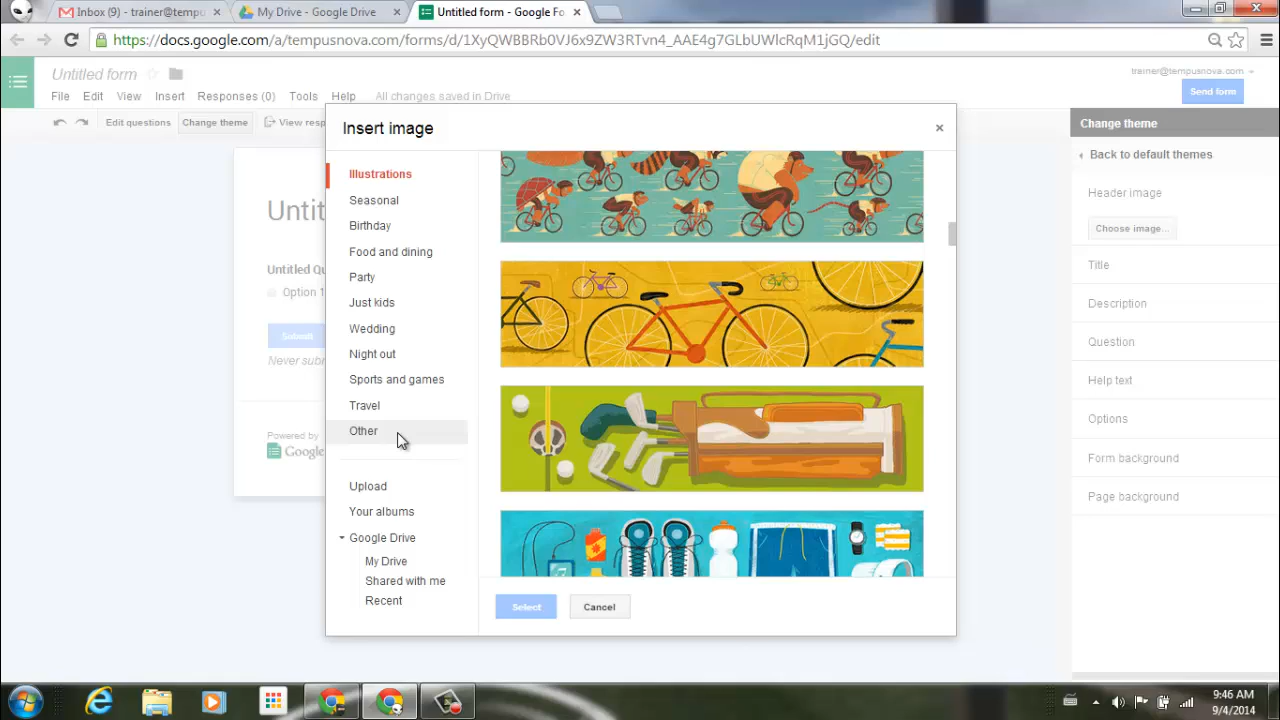 Inbox (9) - trainer@tempu
My Drive - Google Drive
Untitled form - Google Fo
https://docs.google.com/a/tempusnova.com/forms/d/1XyQWBBRb0VJ6x9ZW3RTvn4_AAE4g7GLbUWlcRqM1jGQ/edit
Untitled form
trainer@tempusnova.com
File Edit View Insert Responses (0) Tools Help All changes saved in Drive
Send form
Edit questions Change theme View resp
Insert image
Change theme
Back to default themes
Header image
Choose image...
Title
Description
Question
Help text
Options
Form background
Page background
Untit
Untitled Qu
Option 1
Submit
Never subm
Powered by
Google
Illustrations
Seasonal
Birthday
Food and dining
Party
Just kids
Wedding
Night out
Sports and games
Travel
Other
Upload
Your albums
Google Drive
My Drive
Shared with me
Recent
Select Cancel
9:46 AM
9/4/2014